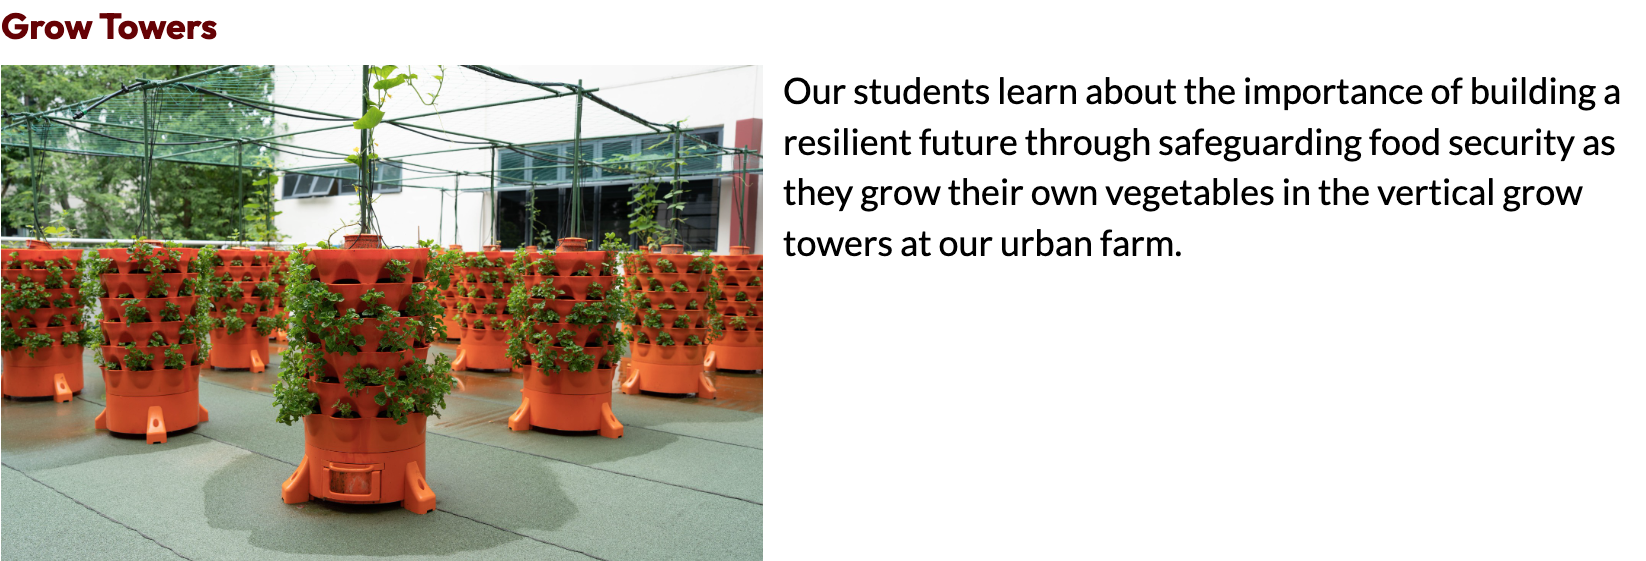 Grow Towers
Our students learn about the importance of building a
resilient future through safeguarding food security as
they grow their own vegetables in the vertical grow
towers at our urban farm.